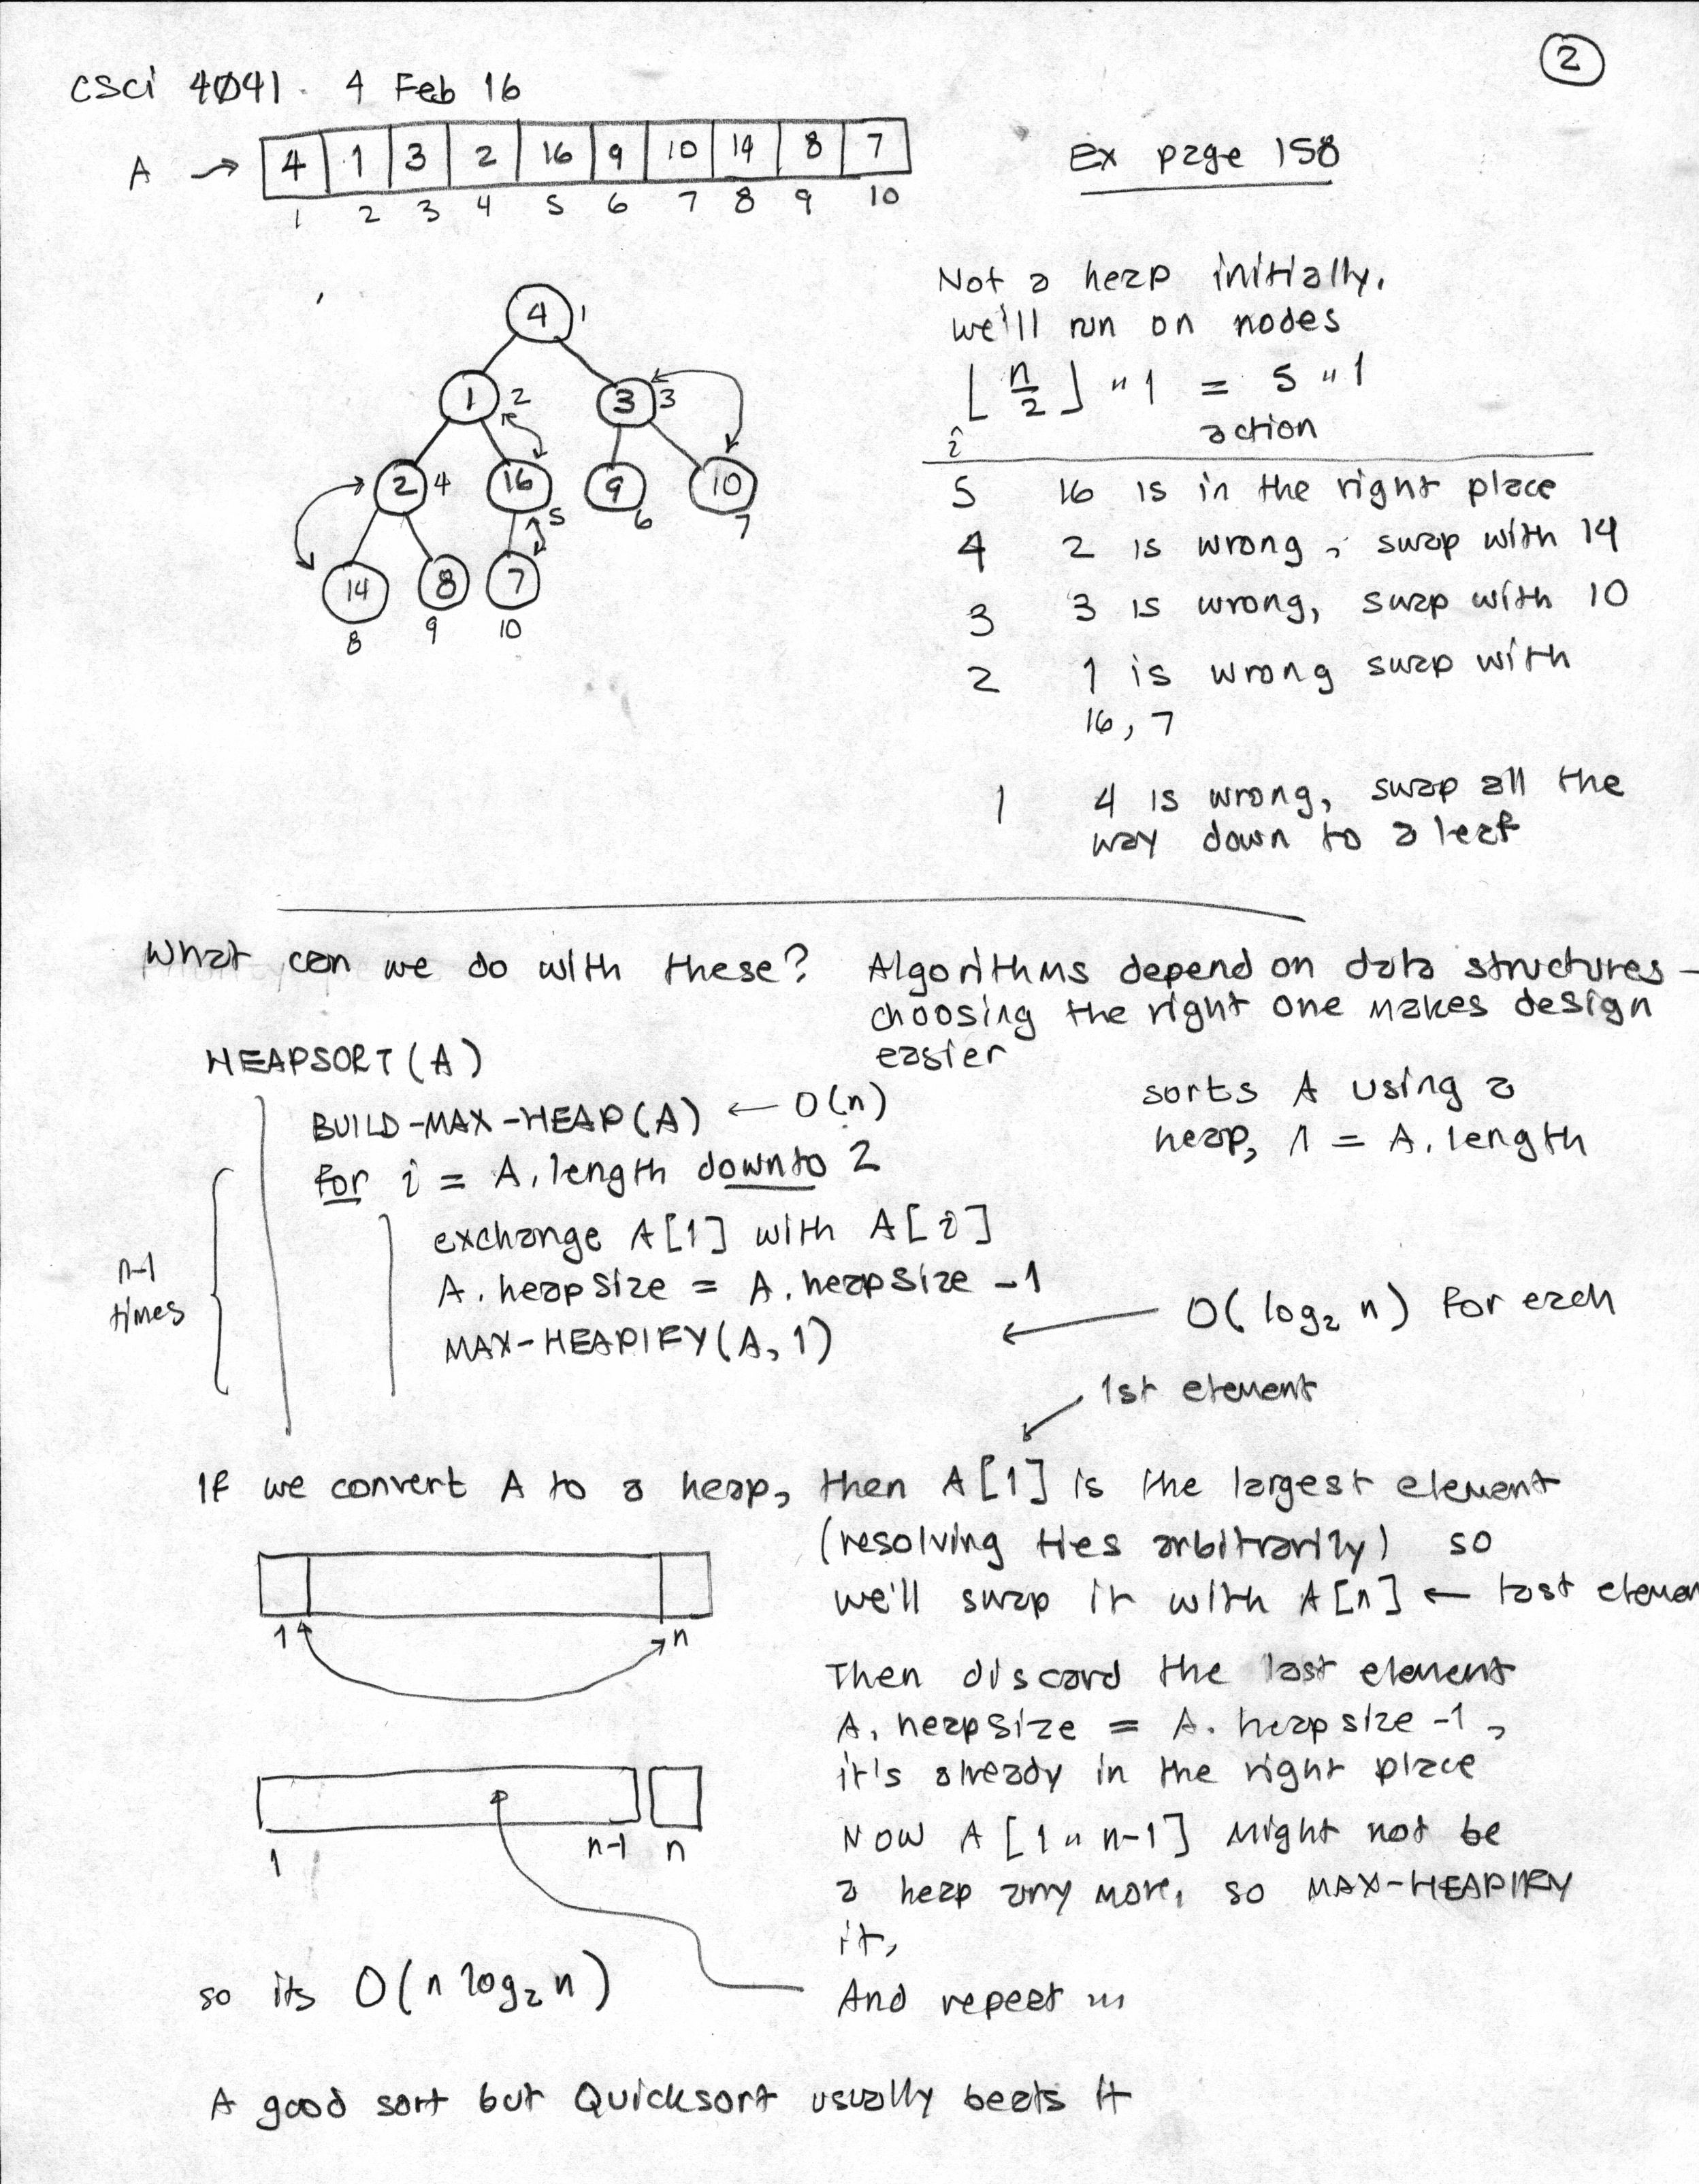 2
CSCI 4041. 4 Feb 16
A → 4 1 3 2 16 9 10 14 8 7
1 2 3 4 5 6 7 8 9 10
Ex page 158
4 1
1 2 3 3
2 4 16 5 9 6 10 7
14 8 7
8 9 10
Not a heap initially.
we'll run on nodes
⌊n/2⌋ .. 1 = 5 .. 1
i action
5 16 is in the right place
4 2 is wrong, swap with 14
3 3 is wrong, swap with 10
2 1 is wrong swap with
16, 7
1 4 is wrong, swap all the
way down to a leaf
What can we do with these? Algorithms depend on data structures —
choosing the right one makes design
easier
HEAPSORT(A)
sorts A using a
heap, n = A.length
BUILD-MAX-HEAP(A) ← O(n)
for i = A.length downto 2
exchange A[1] with A[i]
A.heapsize = A.heapsize -1
MAX-HEAPIFY(A, 1)
n-1
times
← O(log₂ n) for each
1st element
If we convert A to a heap, then A[1] is the largest element
(resolving ties arbitrarily) so
we'll swap it with A[n] ← last elemen
1 n
Then discard the last element
A.heapsize = A.heapsize -1,
it's already in the right place
1 n-1 n
Now A[1 .. n-1] might not be
a heap any more, so MAX-HEAPIFY
it,
And repeat ...
so its O(n log₂ n)
A good sort but Quicksort usually beats it